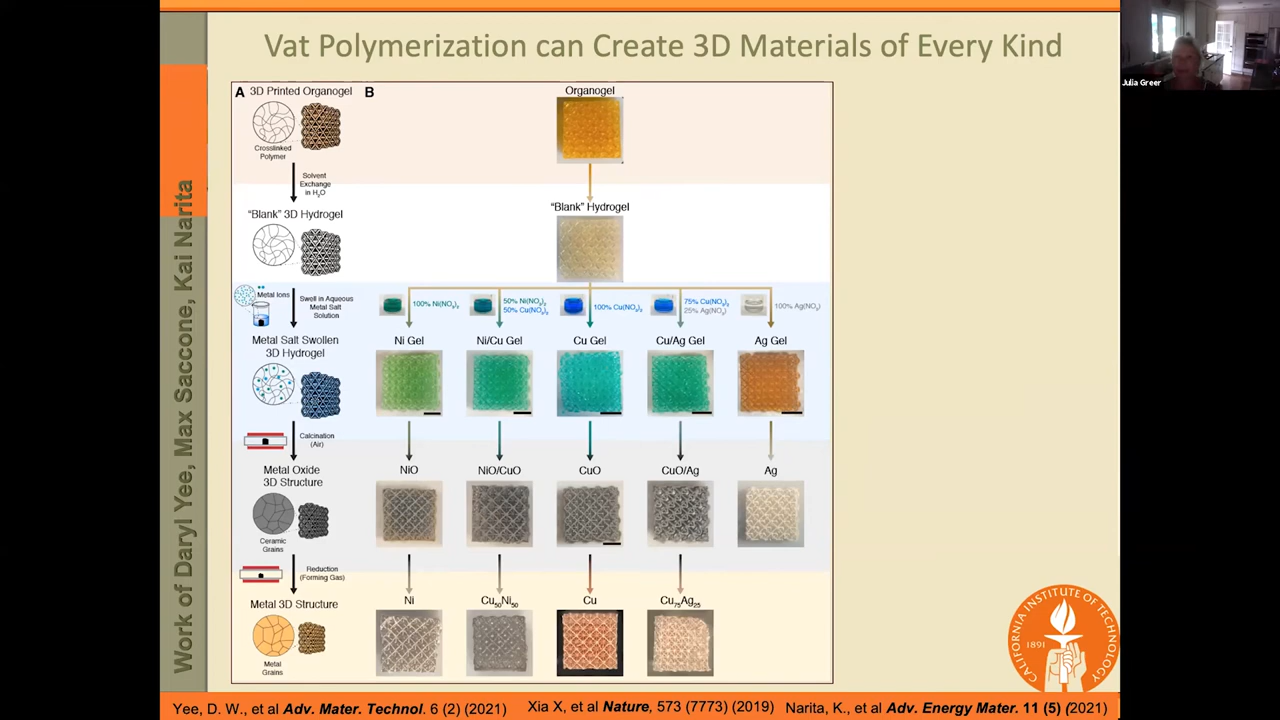 Vat Polymerization can Create 3D Materials of Every Kind
Julia Greer
Work of Daryl Yee, Max Saccone, Kai Narita
A
3D Printed Organogel
Crosslinked
Polymer
Solvent
Exchange
in H₂O
"Blank" 3D Hydrogel
Metal Ions
Swell in Aqueous
Metal Salt
Solution
Metal Salt Swollen
3D Hydrogel
Calcination
(Air)
Metal Oxide
3D Structure
Ceramic
Grains
Reduction
(Forming Gas)
Metal 3D Structure
Metal
Grains
B
Organogel
"Blank" Hydrogel
100% Ni(NO₃)₂
50% Ni(NO₃)₂
50% Cu(NO₃)₂
100% Cu(NO₃)₂
75% Cu(NO₃)₂
25% Ag(NO₃)
100% Ag(NO₃)
Ni Gel
Ni/Cu Gel
Cu Gel
Cu/Ag Gel
Ag Gel
NiO
NiO/CuO
CuO
CuO/Ag
Ag
Ni
Cu₅₀Ni₅₀
Cu
Cu₇₅Ag₂₅
CALIFORNIA INSTITUTE OF TECHNOLOGY
1891
Yee, D. W., et al Adv. Mater. Technol. 6 (2) (2021)
Xia X, et al Nature, 573 (7773) (2019)
Narita, K., et al Adv. Energy Mater. 11 (5) (2021)